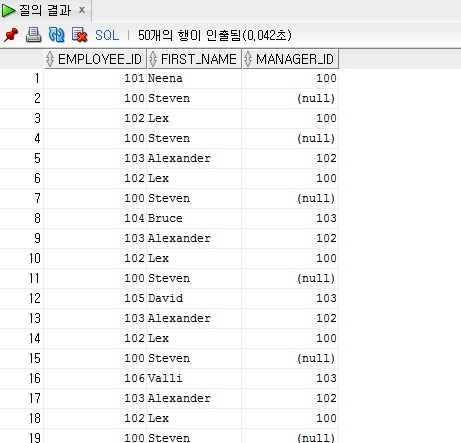 질의 결과 x
SQL | 50개의 행이 인출됨(0,042초)
EMPLOYEE_ID FIRST_NAME MANAGER_ID
1 101 Neena 100
2 100 Steven (null)
3 102 Lex 100
4 100 Steven (null)
5 103 Alexander 102
6 102 Lex 100
7 100 Steven (null)
8 104 Bruce 103
9 103 Alexander 102
10 102 Lex 100
11 100 Steven (null)
12 105 David 103
13 103 Alexander 102
14 102 Lex 100
15 100 Steven (null)
16 106 Valli 103
17 103 Alexander 102
18 102 Lex 100
19 100 Steven (null)